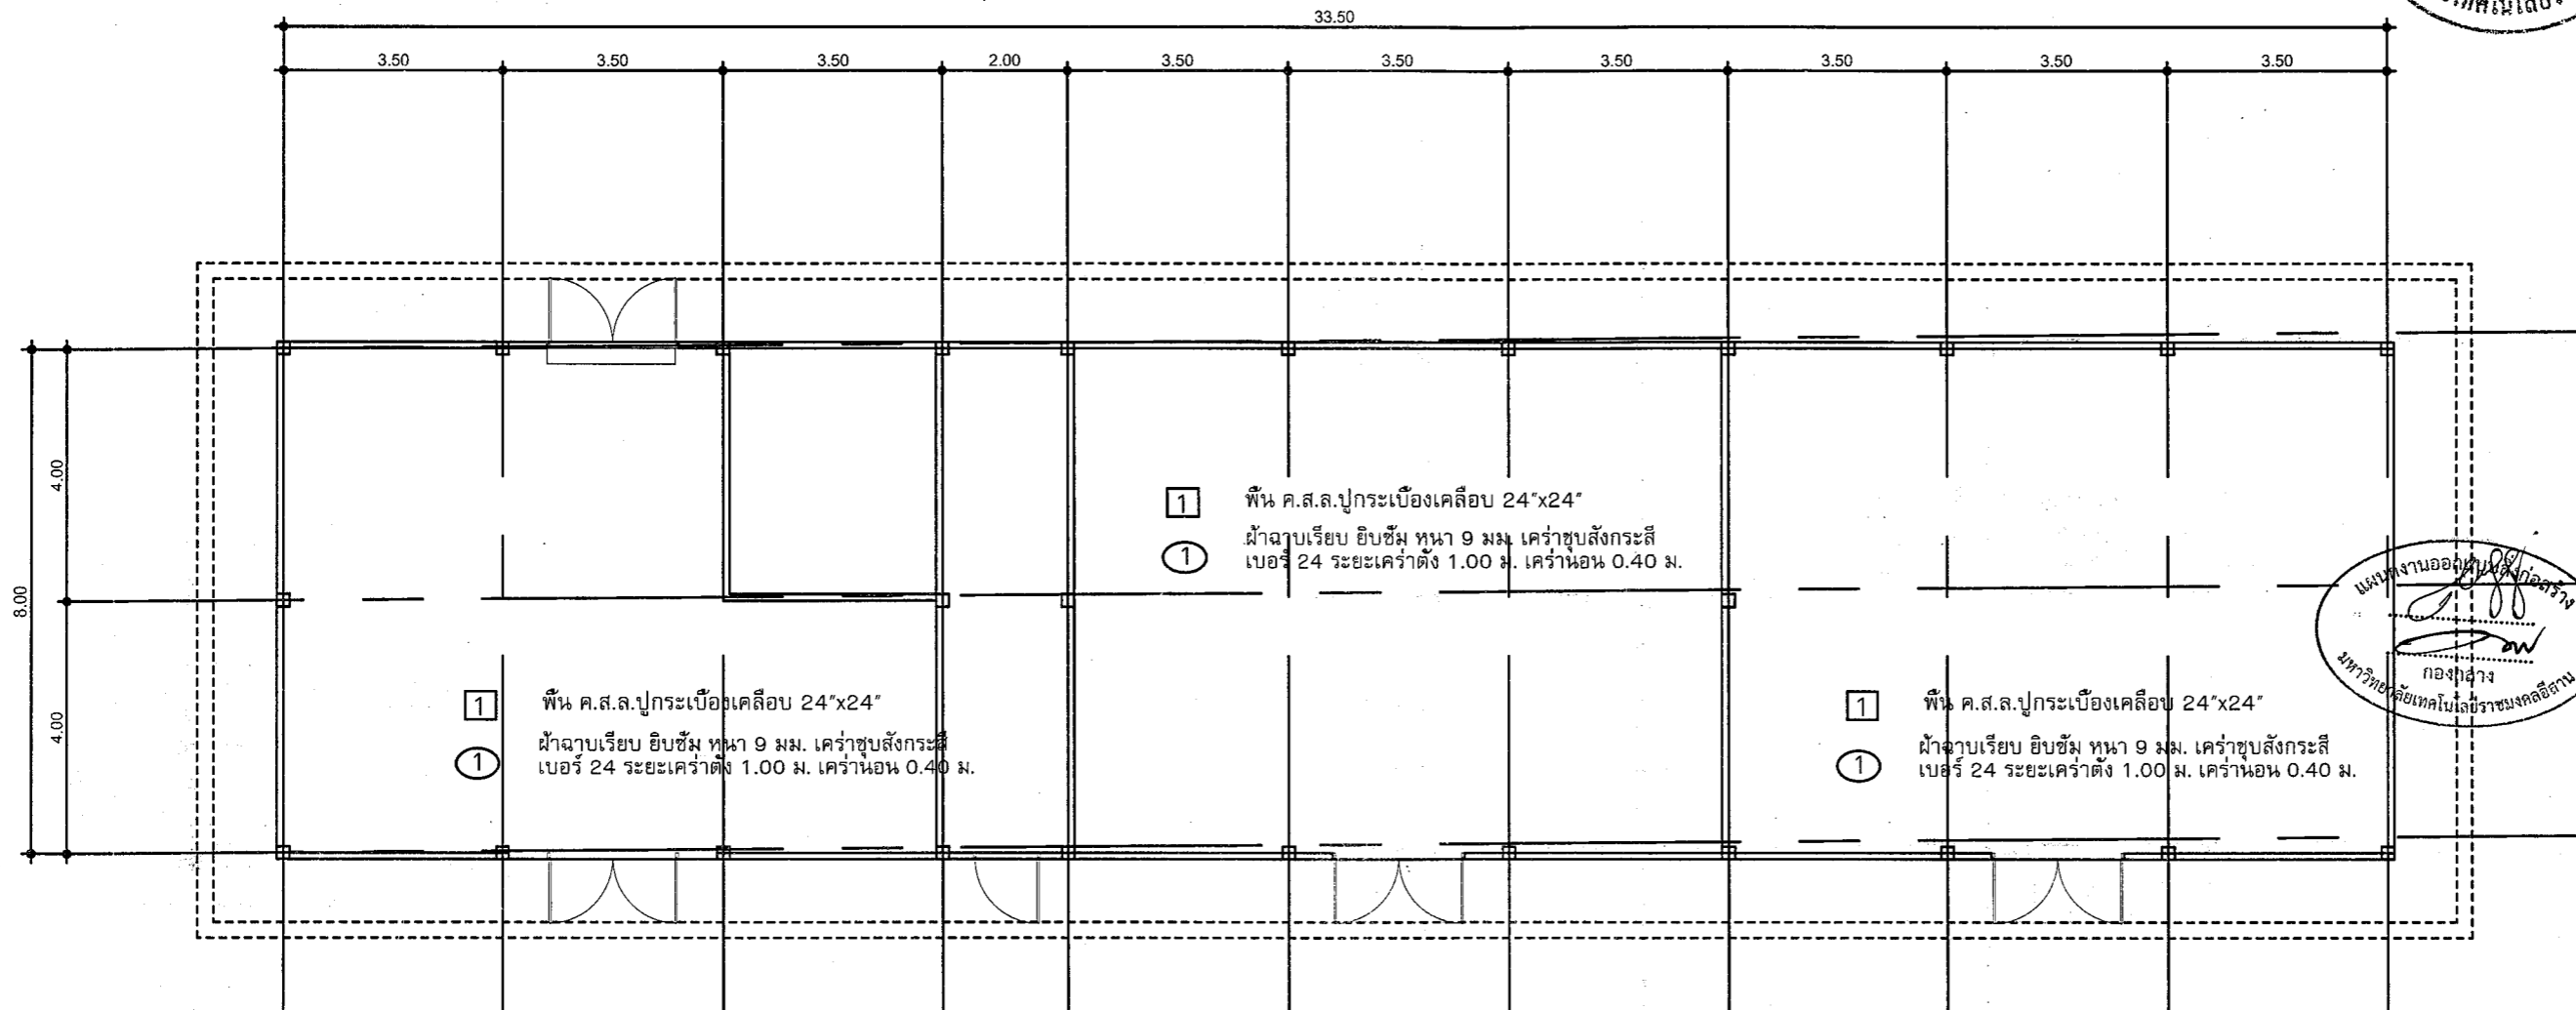 33.50
3.50 3.50 3.50 2.00 3.50 3.50 3.50 3.50 3.50 3.50
4.00
8.00
4.00
1 พื้น ค.ส.ล.ปูกระเบื้องเคลือบ 24"x24"
1 ฝ้าฉาบเรียบ ยิบซั่ม หนา 9 มม. เคร่าชุบสังกระสี
เบอร์ 24 ระยะเคร่าตั้ง 1.00 ม. เคร่านอน 0.40 ม.
1 พื้น ค.ส.ล.ปูกระเบื้องเคลือบ 24"x24"
1 ฝ้าฉาบเรียบ ยิบซั่ม หนา 9 มม. เคร่าชุบสังกระสี
เบอร์ 24 ระยะเคร่าตั้ง 1.00 ม. เคร่านอน 0.40 ม.
1 พื้น ค.ส.ล.ปูกระเบื้องเคลือบ 24"x24"
1 ฝ้าฉาบเรียบ ยิบซั่ม หนา 9 มม. เคร่าชุบสังกระสี
เบอร์ 24 ระยะเคร่าตั้ง 1.00 ม. เคร่านอน 0.40 ม.
กองกลาง
มหาวิทยาลัยเทคโนโลยีราชมงคลอีสาน